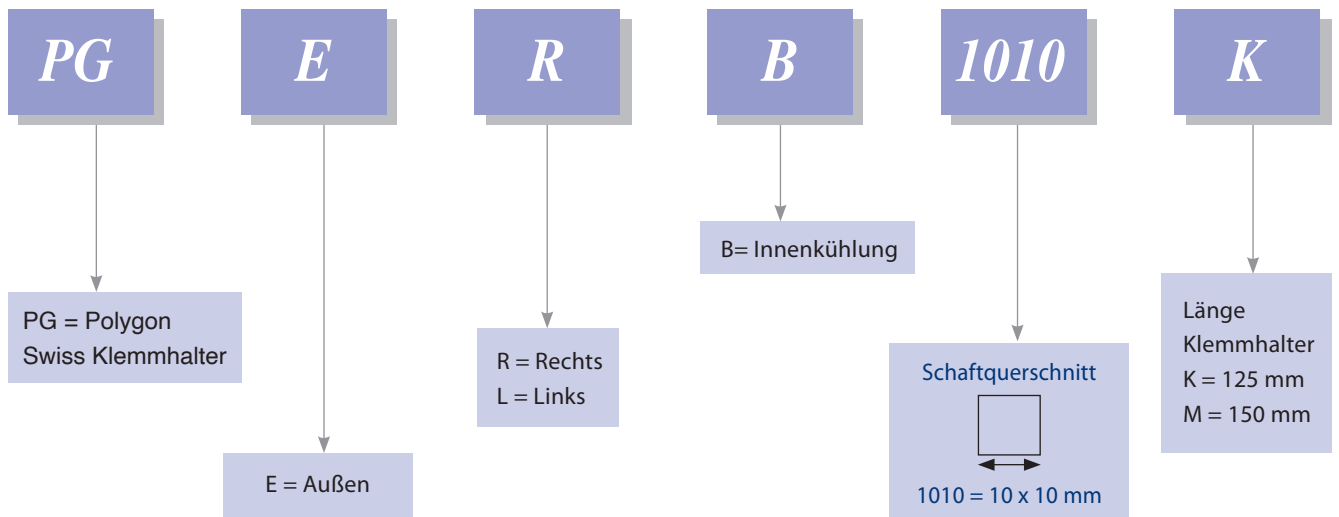 PG
E
R
B
1010
K
PG = Polygon
Swiss Klemmhalter
E = Außen
R = Rechts
L = Links
B= Innenkühlung
Schaftquerschnitt
1010 = 10 x 10 mm
Länge
Klemmhalter
K = 125 mm
M = 150 mm